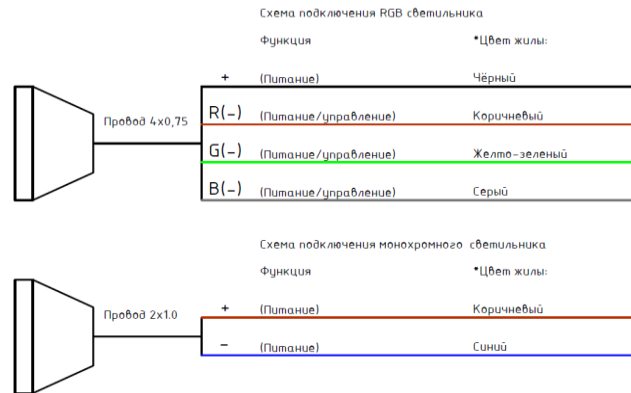 Схема подключения RGB светильника
Функция *Цвет жилы:
+ (Питание) Чёрный
Провод 4х0,75
R(-) (Питание/управление) Коричневый
G(-) (Питание/управление) Желто-зеленый
B(-) (Питание/управление) Серый
Схема подключения монохромного светильника
Функция *Цвет жилы:
+ (Питание) Коричневый
Провод 2х1.0
- (Питание) Синий